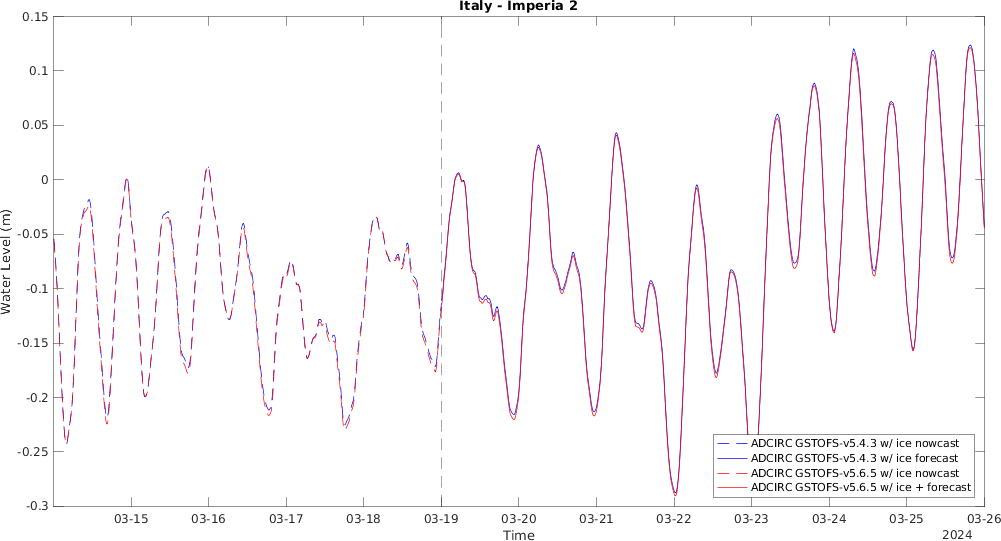 Italy - Imperia 2
0.15
0.1
0.05
0
-0.05
-0.1
-0.15
-0.2
-0.25
-0.3
Water Level (m)
ADCIRC GSTOFS-v5.4.3 w/ ice nowcast
ADCIRC GSTOFS-v5.4.3 w/ ice forecast
ADCIRC GSTOFS-v5.6.5 w/ ice nowcast
ADCIRC GSTOFS-v5.6.5 w/ ice + forecast
03-15 03-16 03-17 03-18 03-19 03-20 03-21 03-22 03-23 03-24 03-25 03-26
Time
2024